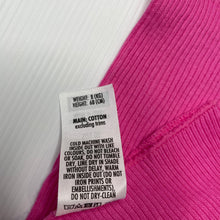 WEIGHT: 8 (KG)
HEIGHT: 68 (CM)
MAIN: COTTON
excluding trims
COLD MACHINE WASH
INSIDE OUT WITH LIKE
COLOURS. DO NOT BLEACH
OR SOAK. DO NOT TUMBLE
DRY, LINE DRY IN SHADE
WITHOUT DELAY, WARM
IRON INSIDE OUT (DO NOT
IRON PRINTS OR
EMBELLISHMENTS),
DO NOT DRY-CLEAN